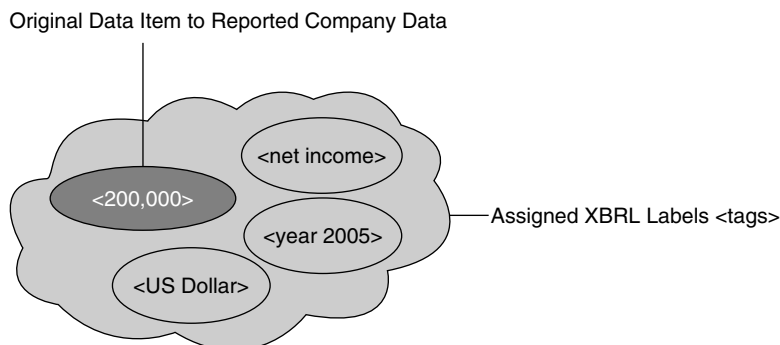 Original Data Item to Reported Company Data
<net income>
<200,000>
<year 2005>
Assigned XBRL Labels <tags>
<US Dollar>